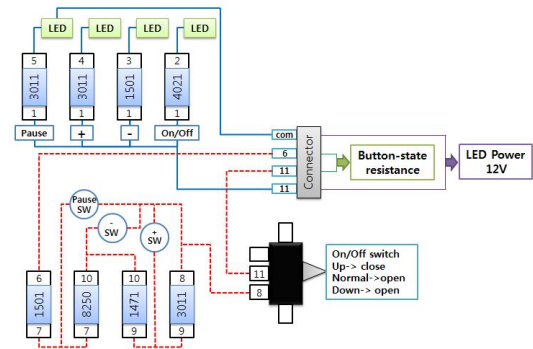 LED LED LED LED
5 4 3 2
3011 3011 1501 4021
1 1 1 1
Pause + - On/Off
com
6
11
11
Connector
Button-state
resistance
LED Power
12V
Pause
SW
-
SW
+
SW
6 10 10 8
1501 8250 1471 3011
7 7 9 9
11
8
On/Off switch
Up-> close
Normal->open
Down-> open